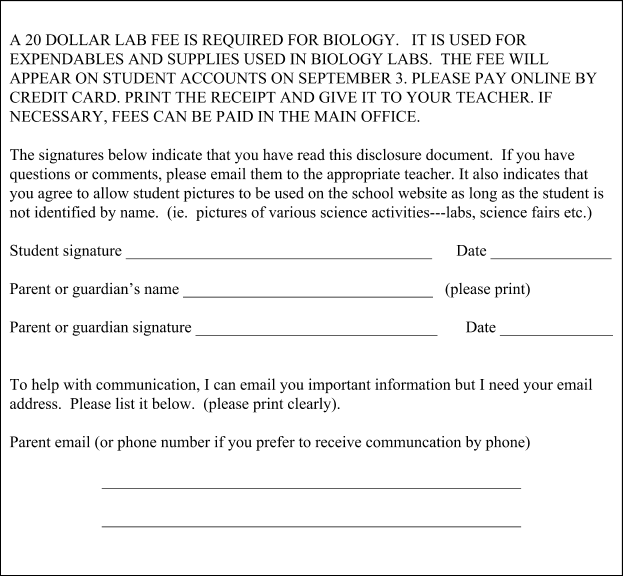 A 20 DOLLAR LAB FEE IS REQUIRED FOR BIOLOGY.   IT IS USED FOR
EXPENDABLES AND SUPPLIES USED IN BIOLOGY LABS.  THE FEE WILL
APPEAR ON STUDENT ACCOUNTS ON SEPTEMBER 3. PLEASE PAY ONLINE BY
CREDIT CARD. PRINT THE RECEIPT AND GIVE IT TO YOUR TEACHER. IF
NECESSARY, FEES CAN BE PAID IN THE MAIN OFFICE.
The signatures below indicate that you have read this disclosure document.  If you have
questions or comments, please email them to the appropriate teacher. It also indicates that
you agree to allow student pictures to be used on the school website as long as the student is
not identified by name.  (ie.  pictures of various science activities---labs, science fairs etc.)
Student signature ______________________________________ Date _______________
Parent or guardian's name _______________________________ (please print)
Parent or guardian signature ______________________________ Date ______________
To help with communication, I can email you important information but I need your email
address.  Please list it below.  (please print clearly).
Parent email (or phone number if you prefer to receive communcation by phone)
____________________________________________________
____________________________________________________